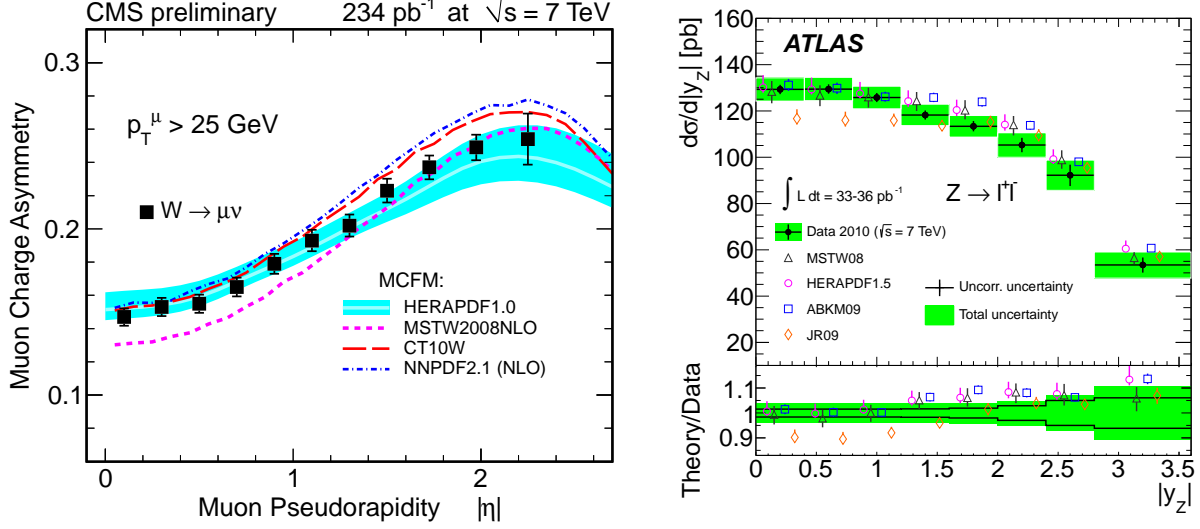 CMS preliminary 234 pb⁻¹ at √s = 7 TeV
0.3
0.2
0.1
Muon Charge Asymmetry
p_T^μ > 25 GeV
W → μν
MCFM:
HERAPDF1.0
MSTW2008NLO
CT10W
NNPDF2.1 (NLO)
0 1 2
Muon Pseudorapidity |η|
dσ/d|y_Z| [pb]
160
140
120
100
80
60
40
20
ATLAS
∫ L dt = 33-36 pb⁻¹
Z → l⁺l⁻
Data 2010 (√s = 7 TeV)
MSTW08
HERAPDF1.5
ABKM09
JR09
Uncorr. uncertainty
Total uncertainty
Theory/Data
1.1
1
0.9
0 0.5 1 1.5 2 2.5 3 3.5
|y_Z|